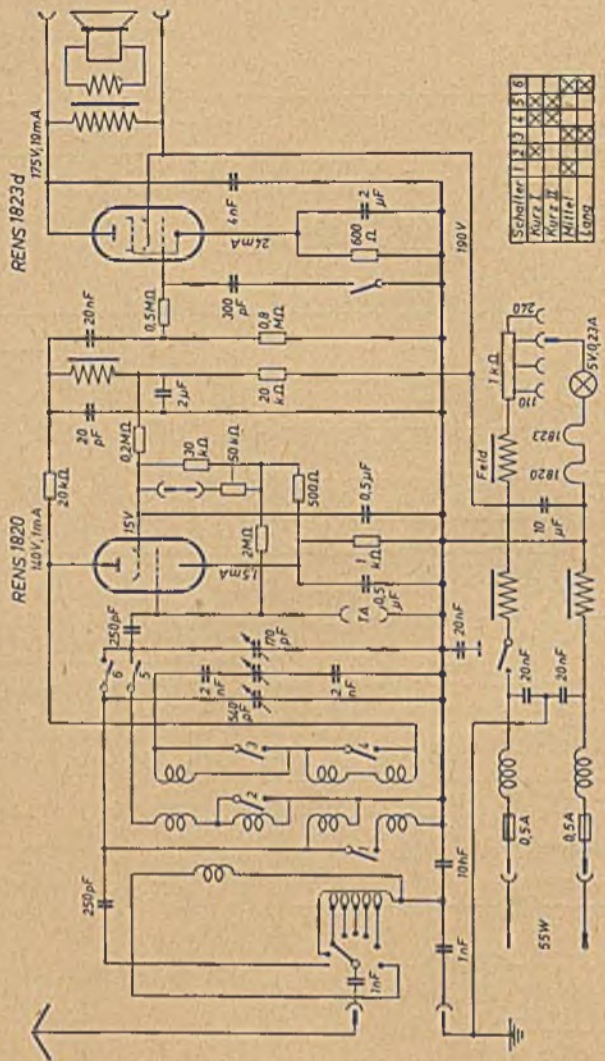 RENS 1820
140V, 1mA
RENS 1823d
175V, 19mA
20kΩ
20 pF
20nF
0,5MΩ
4nF
24mA
300 pF
0,8 MΩ
600 Ω
2 µF
190V
0,2MΩ
2µF
20 kΩ
15V
30 kΩ
50kΩ
2MΩ
500Ω
0,5µF
1 kΩ
0,5 µF
TA
1,5mA
250pF
6
5
170 pF
2 nF
540 pF
2 nF
20nF
3
4
2
1
250pF
1nF
10nF
1nF
55W
0,5A
0,5A
20nF
20nF
10 µF
Feld
1kΩ
110
240
1820
1823
5V,0,23A
Schalter 1 2 3 4 5 6
Kurz I
Kurz II
Mittel
Lang